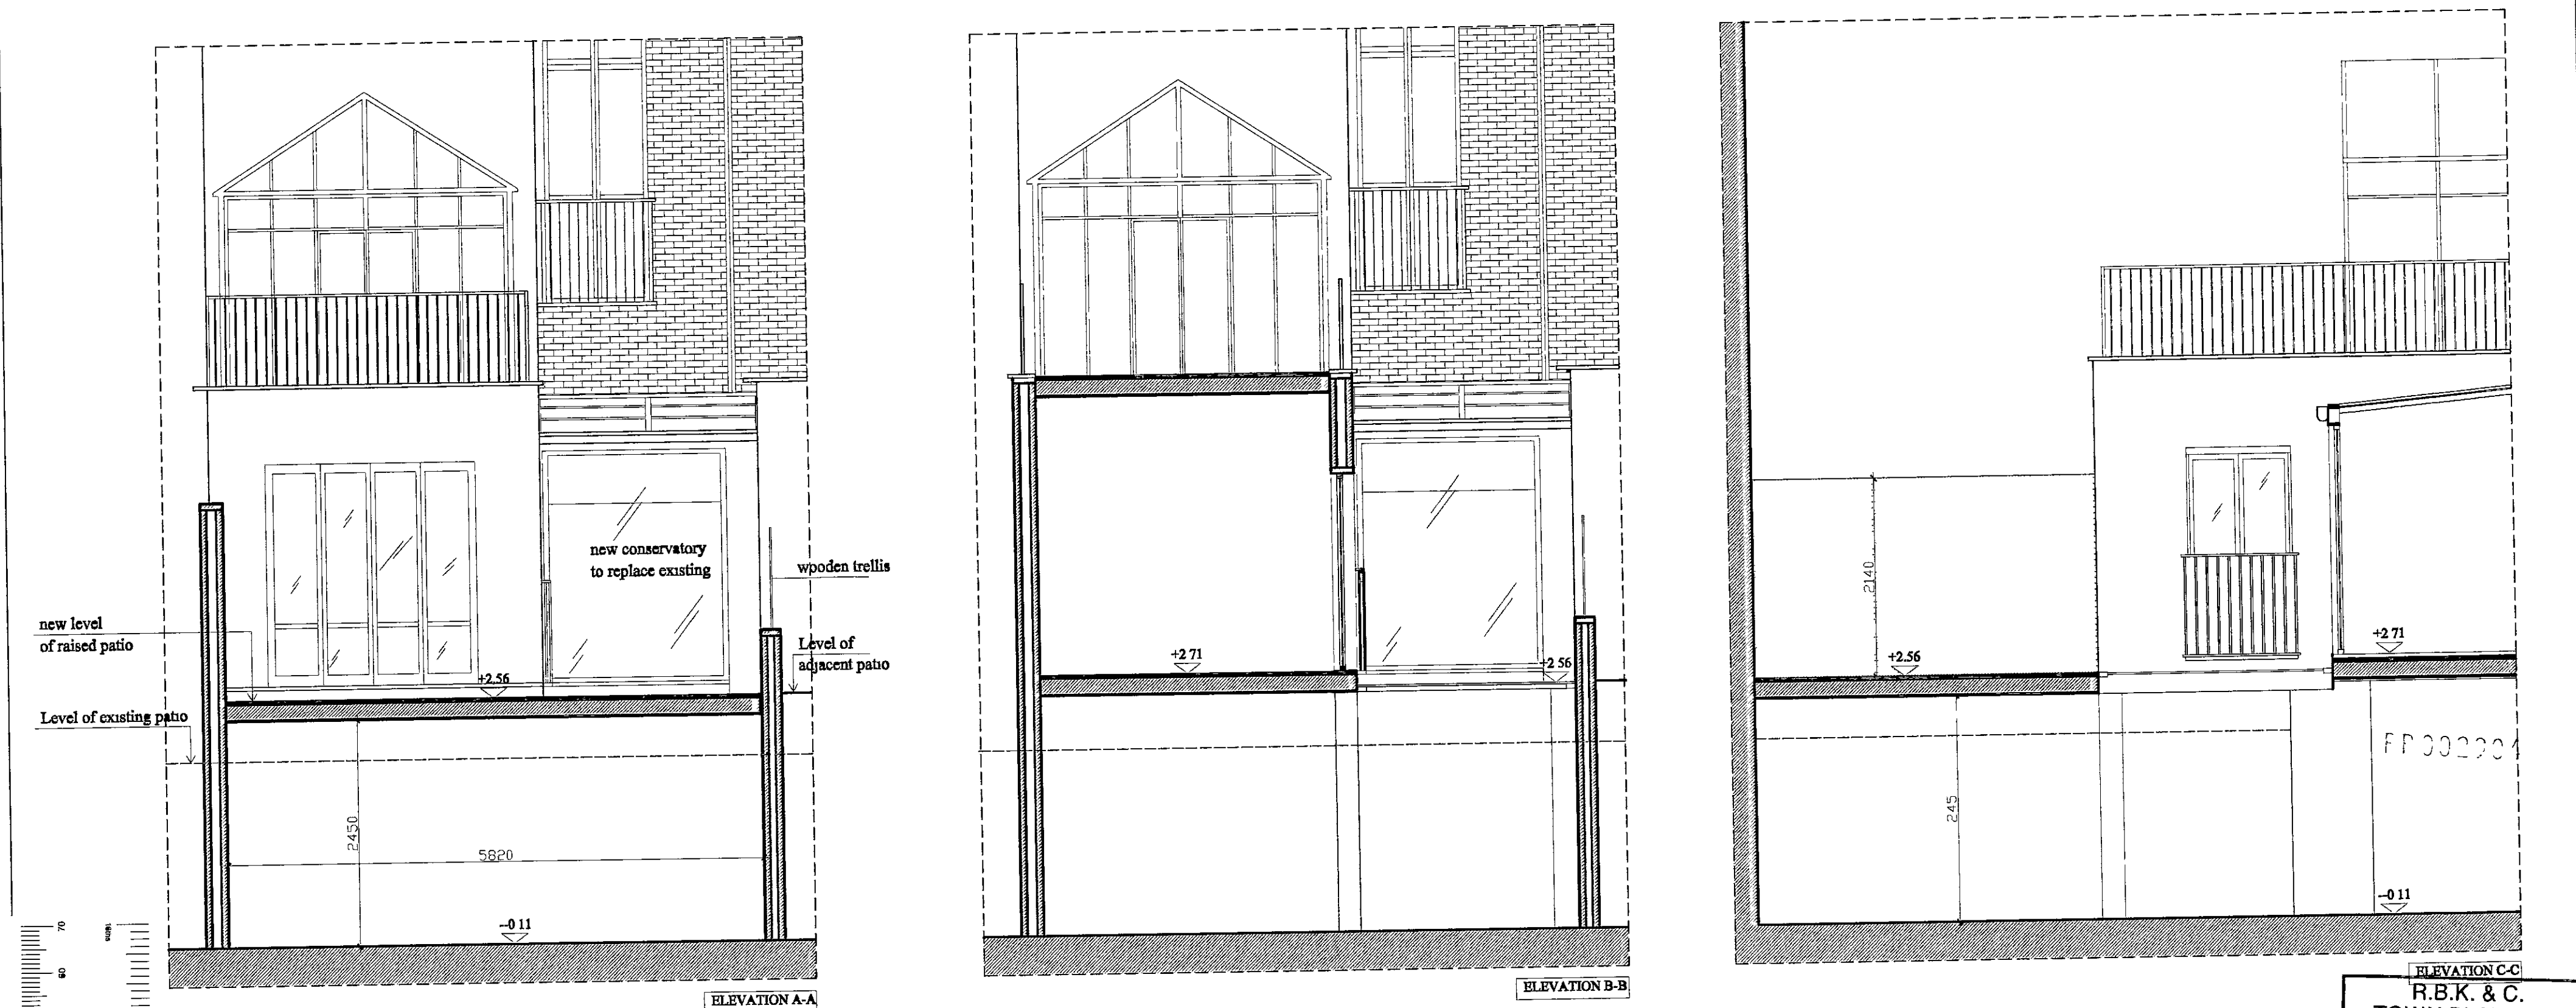 new conservatory
to replace existing
wooden trellis
new level
of raised patio
Level of
adjacent patio
+2.56
Level of existing patio
2450
5820
-0 11
70
60
ELEVATION A-A
+2 71
+2 56
ELEVATION B-B
2140
+2.56
+2 71
245
-0 11
ELEVATION C-C
R.B.K. & C.